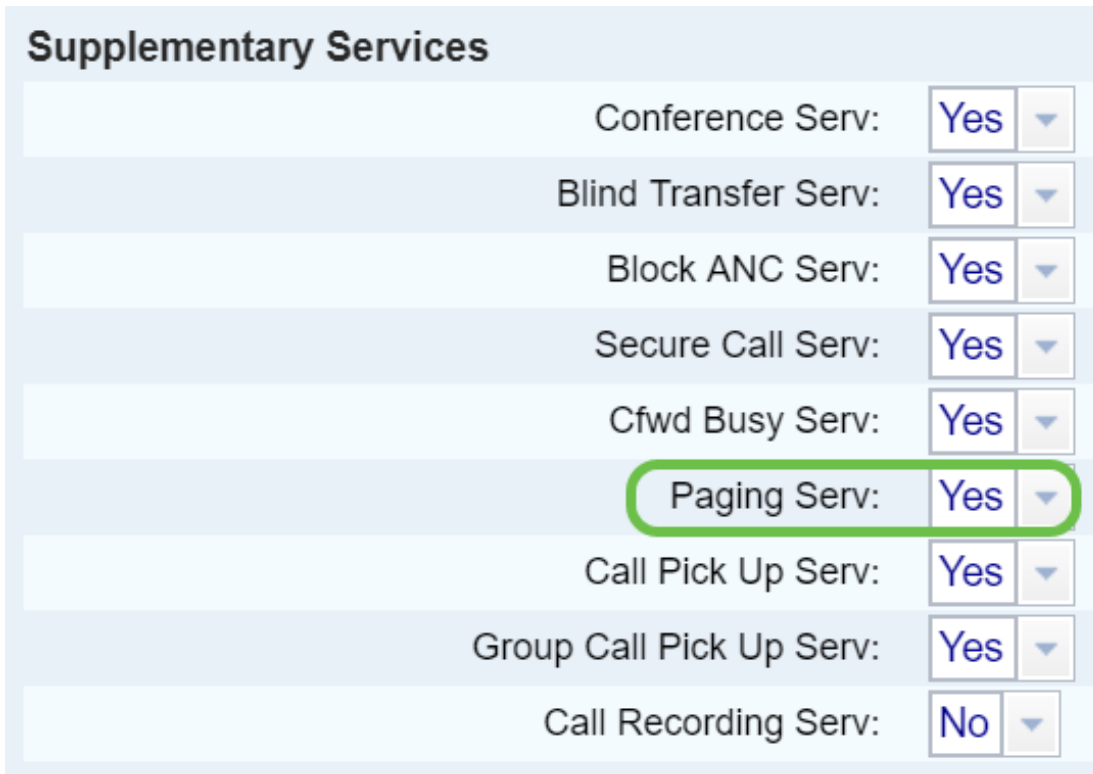 Supplementary Services
Conference Serv: Yes
Blind Transfer Serv: Yes
Block ANC Serv: Yes
Secure Call Serv: Yes
Cfwd Busy Serv: Yes
Paging Serv: Yes
Call Pick Up Serv: Yes
Group Call Pick Up Serv: Yes
Call Recording Serv: No